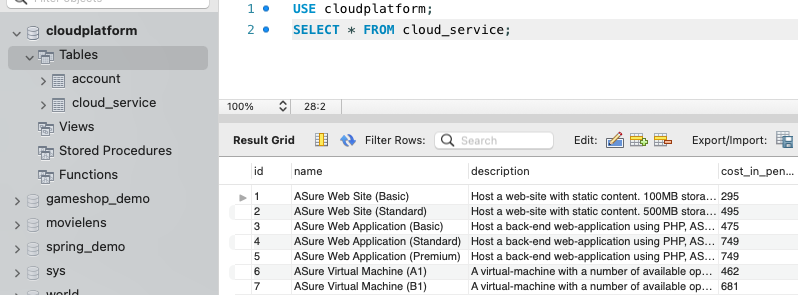 Filter objects
cloudplatform
Tables
account
cloud_service
Views
Stored Procedures
Functions
gameshop_demo
movielens
spring_demo
sys
world
1 USE cloudplatform;
2 SELECT * FROM cloud_service;
100% 28:2
Result Grid Filter Rows: Search Edit: Export/Import:
id name description cost_in_pen...
1 ASure Web Site (Basic) Host a web-site with static content. 100MB stora... 295
2 ASure Web Site (Standard) Host a web-site with static content. 500MB stora... 495
3 ASure Web Application (Basic) Host a back-end web-application using PHP, AS... 475
4 ASure Web Application (Standard) Host a back-end web-application using PHP, AS... 749
5 ASure Web Application (Premium) Host a back-end web-application using PHP, AS... 749
6 ASure Virtual Machine (A1) A virtual-machine with a number of available op... 462
7 ASure Virtual Machine (B1) A virtual-machine with a number of available op... 681